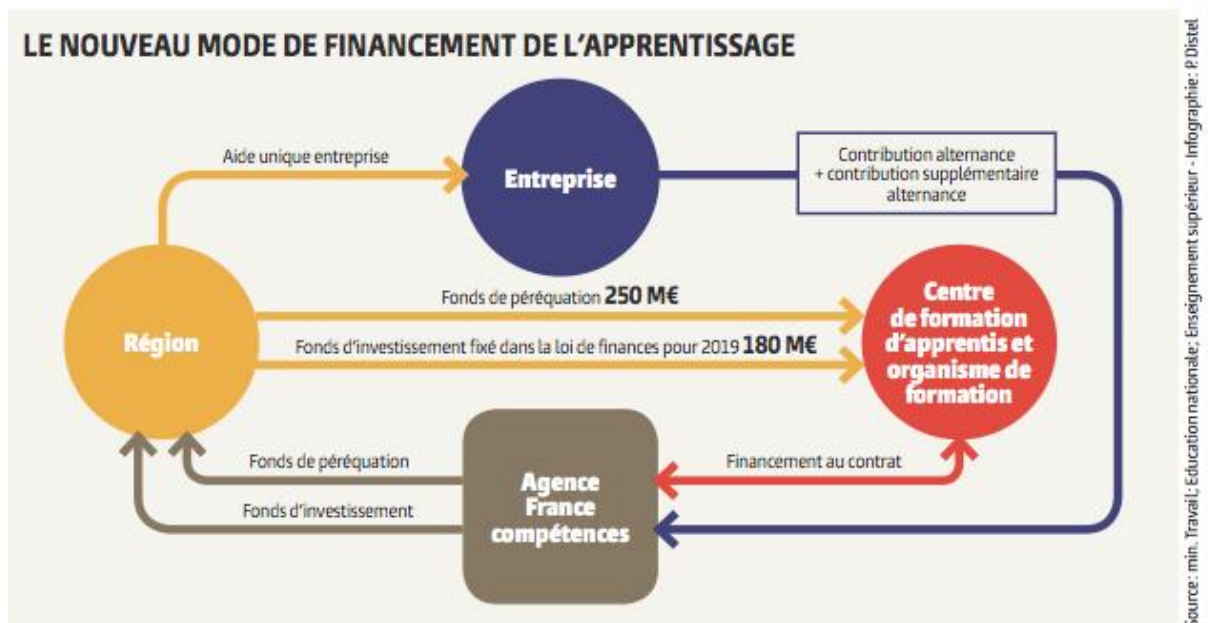 LE NOUVEAU MODE DE FINANCEMENT DE L'APPRENTISSAGE
Aide unique entreprise
Entreprise
Contribution alternance
+ contribution supplémentaire
alternance
Région
Fonds de péréquation 250 M€
Fonds d'investissement fixé dans la loi de finances pour 2019 180 M€
Centre
de formation
d'apprentis et
organisme de
formation
Fonds de péréquation
Fonds d'investissement
Agence
France
compétences
Financement au contrat
Source: min. Travail; Education nationale; Enseignement supérieur - Infographie: P. Distel